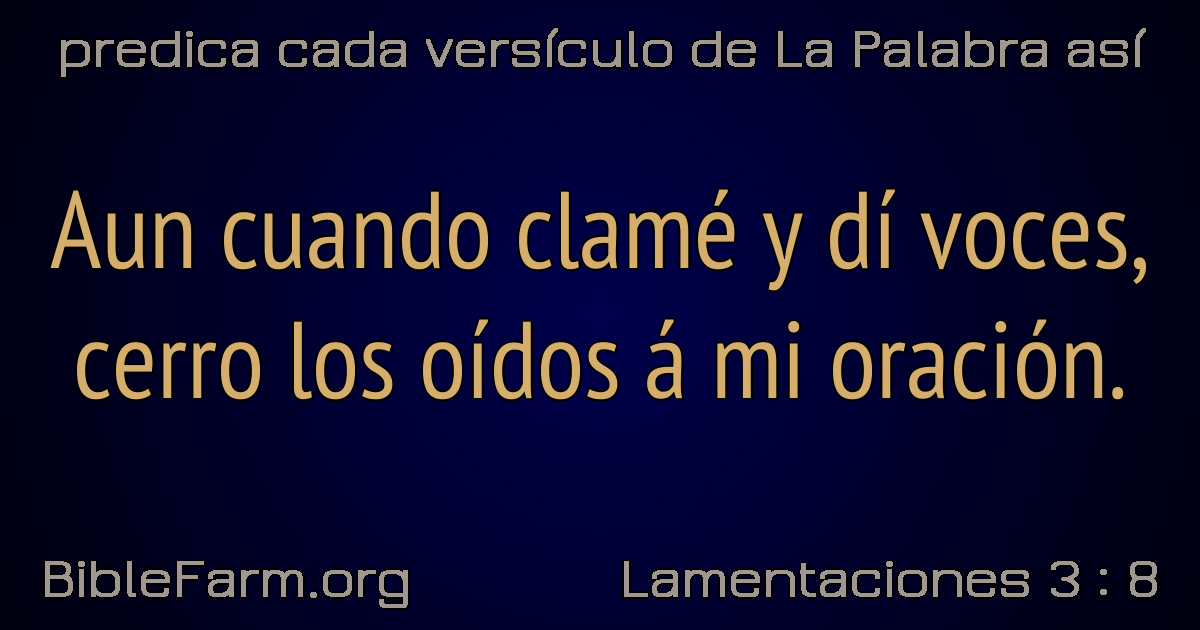 predica cada versículo de La Palabra así
Aun cuando clamé y dí voces,
cerro los oídos á mi oración.
BibleFarm.org
Lamentaciones 3 : 8